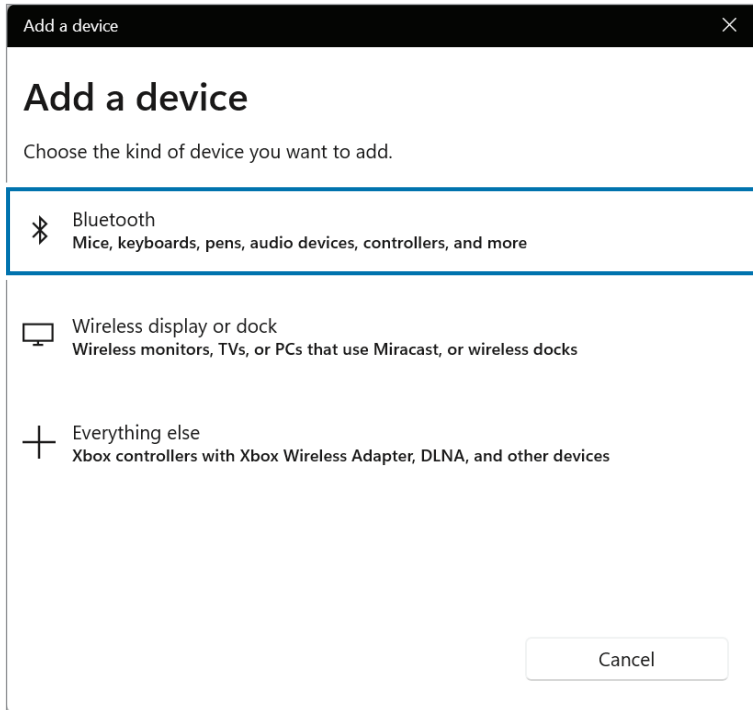 Add a device
Add a device
Choose the kind of device you want to add.
Bluetooth
Mice, keyboards, pens, audio devices, controllers, and more
Wireless display or dock
Wireless monitors, TVs, or PCs that use Miracast, or wireless docks
Everything else
Xbox controllers with Xbox Wireless Adapter, DLNA, and other devices
Cancel